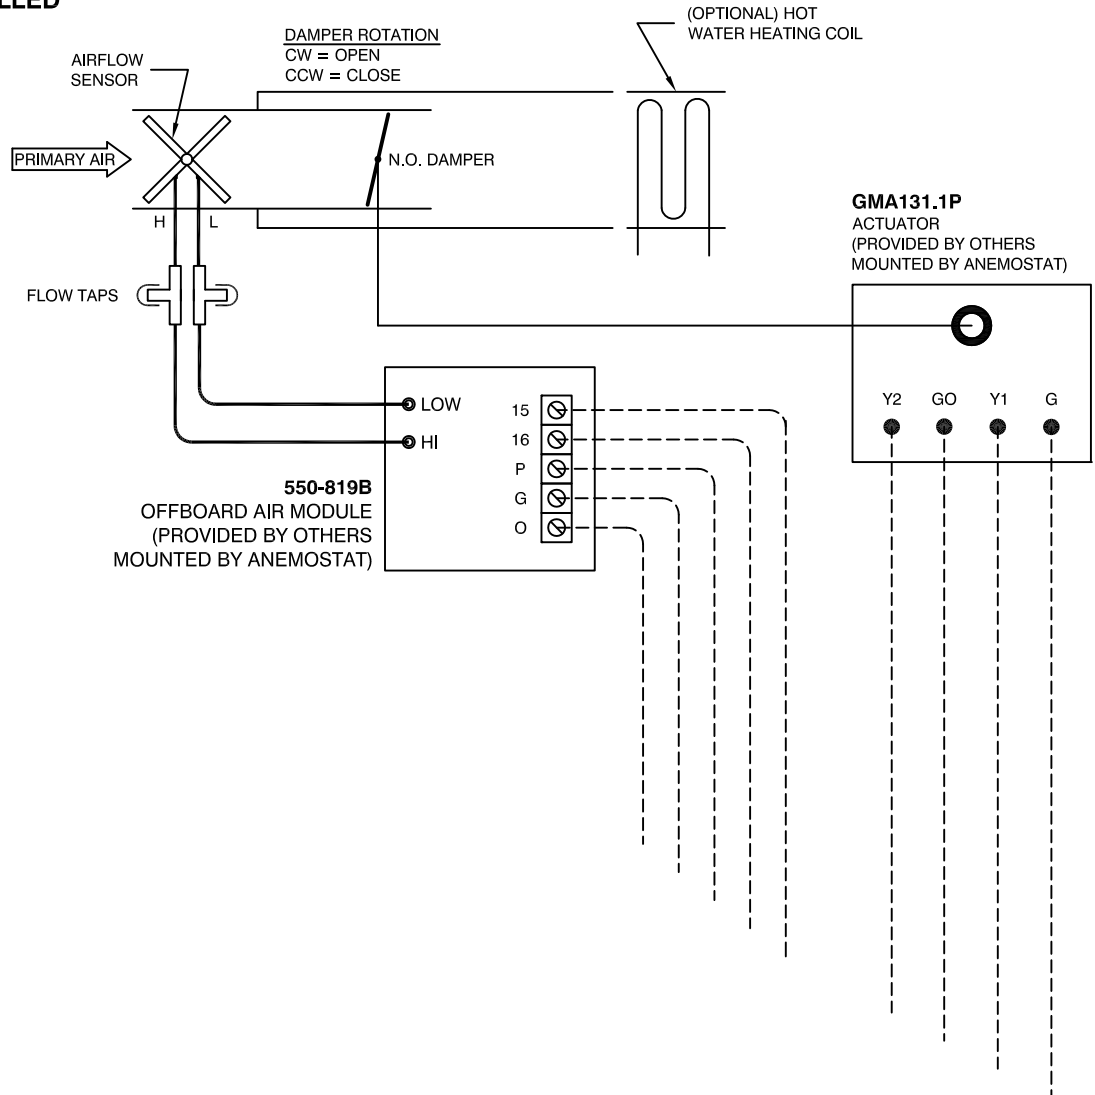 DAMPER ROTATION
CW = OPEN
CCW = CLOSE
(OPTIONAL) HOT
WATER HEATING COIL
AIRFLOW
SENSOR
PRIMARY AIR
N.O. DAMPER
H
L
FLOW TAPS
GMA131.1P
ACTUATOR
(PROVIDED BY OTHERS
MOUNTED BY ANEMOSTAT)
Y2 GO Y1 G
LOW
HI
15
16
P
G
O
550-819B
OFFBOARD AIR MODULE
(PROVIDED BY OTHERS
MOUNTED BY ANEMOSTAT)